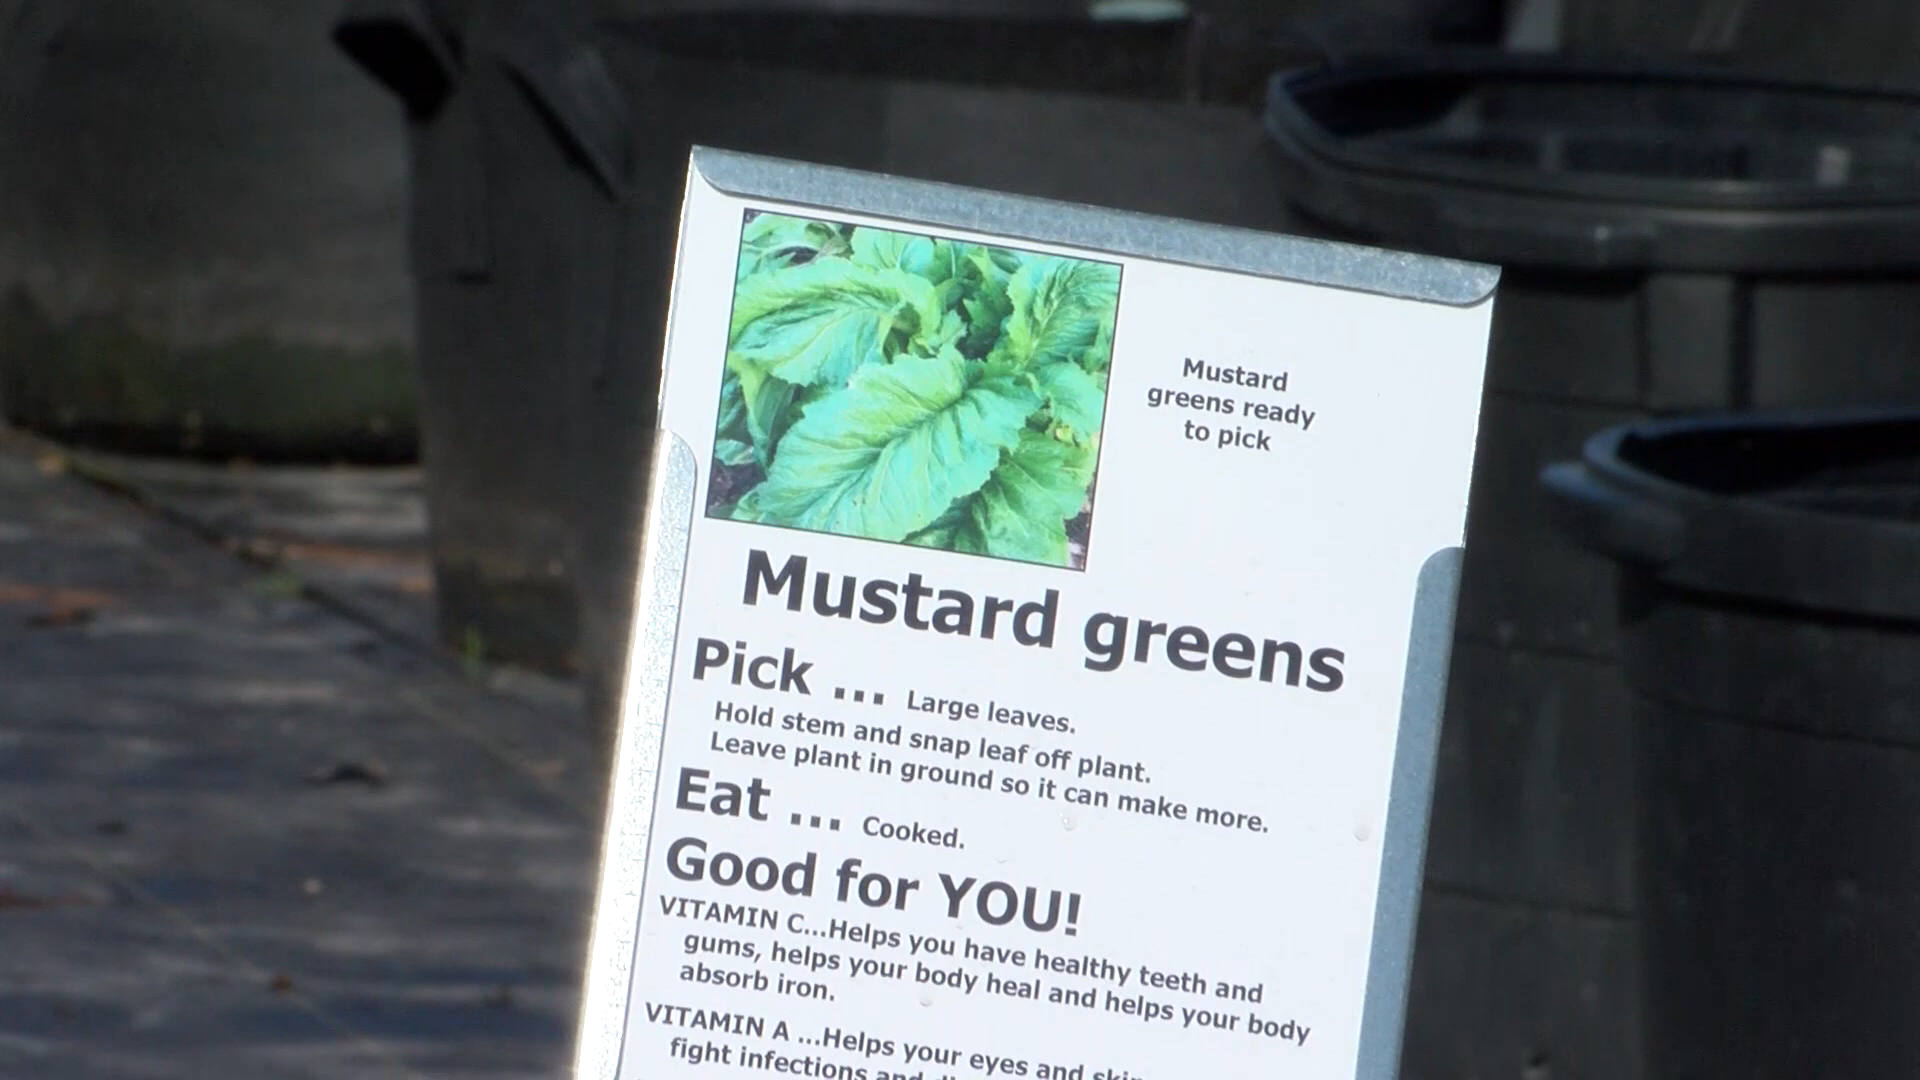 Mustard
greens ready
to pick
Mustard greens
Pick ... Large leaves.
Hold stem and snap leaf off plant.
Leave plant in ground so it can make more.
Eat ... Cooked.
Good for YOU!
VITAMIN C...Helps you have healthy teeth and
gums, helps your body heal and helps your body
absorb iron.
VITAMIN A ...Helps your eyes and
fight infections and